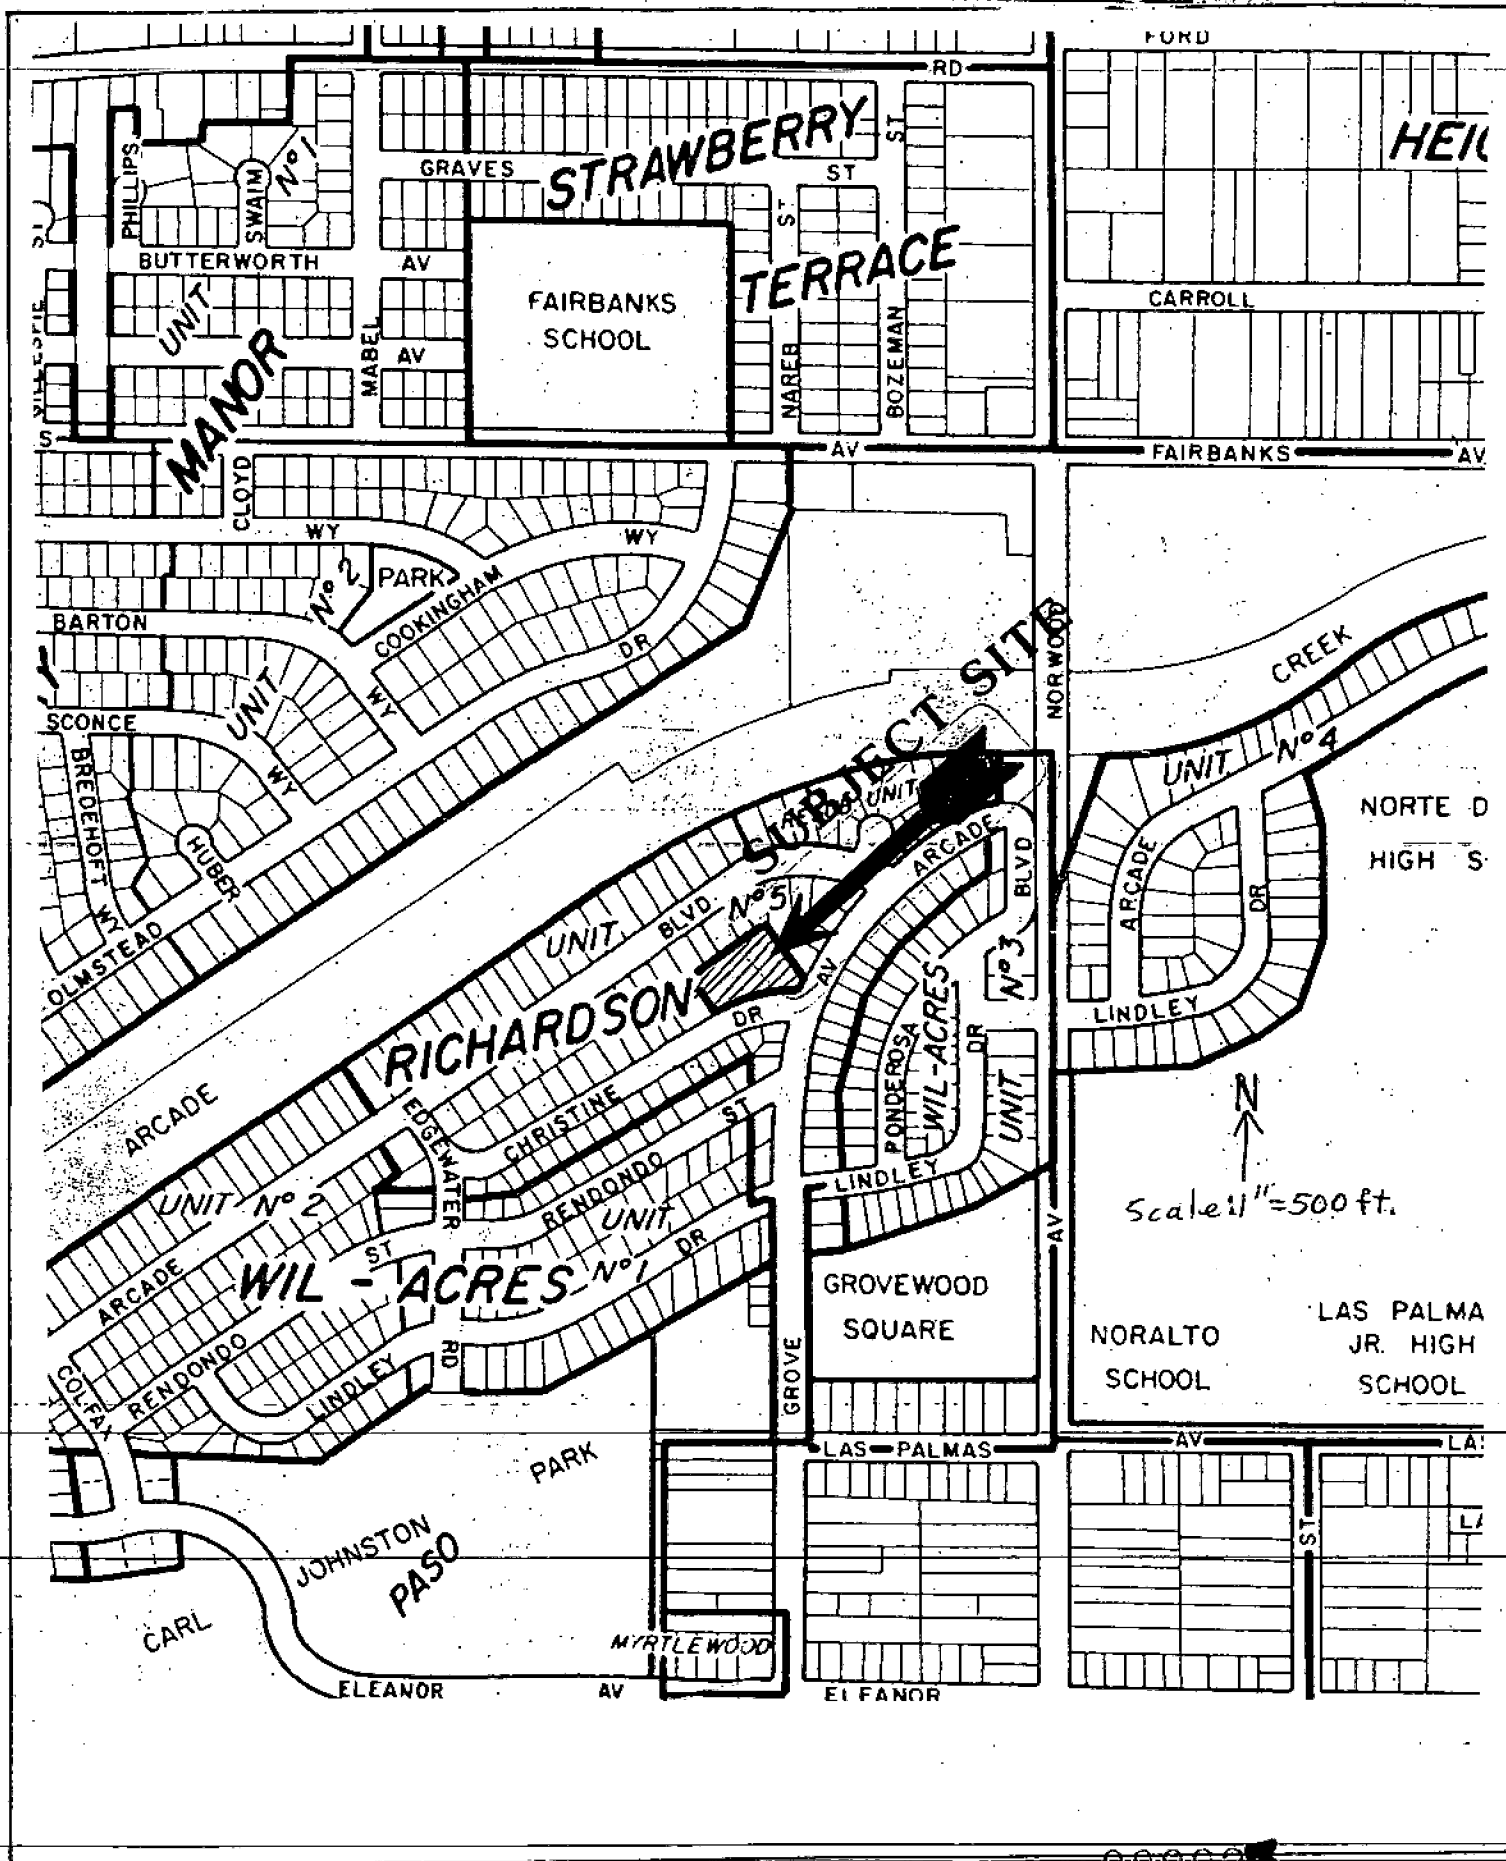 FORD
RD
HEI
STRAWBERRY
ST
GRAVES
ST
PHILLIPS
SWAIM
Nº 1
ST
BUTTERWORTH
AV
TERRACE
FAIRBANKS
SCHOOL
CARROLL
UNIT
MANOR
MABEL
AV
NAREB
BOZEMAN
S
AV
FAIRBANKS
AV
CLOYD
WY
WY
Nº 2
PARK
COOKINGHAM
BARTON
DR
SUBJECT SITE
NORWOOD
CREEK
UNIT
WY
SCONCE
WY
BREDEHOFT
WY
HUBER
OLMSTEAD
UNIT
Nº 4
UNIT
NORTE D
HIGH S
ARCADE
BLVD
ARCADE
DR
Nº 5
BLVD
UNIT
RICHARDSON
AV
DR
WIL-ACRES
Nº 3
UNIT
PONDEROSA
DR
LINDLEY
LINDLEY
N
Scale 1"=500 ft.
ARCADE
EDGEWATER
RD
CHRISTINE
ST
RENDONDO
UNIT Nº 2
UNIT
Nº 1
DR
ST
WIL - ACRES
ARCADE
RENDONDO
LINDLEY
COLFAX
GROVEWOOD
SQUARE
AV
GROVE
NORALTO
SCHOOL
LAS PALMA
JR. HIGH
SCHOOL
LAS PALMAS
AV
LAS
PARK
JOHNSTON
PASO
CARL
ST
LA
MYRTLEWOOD
ELEANOR
AV
ELEANOR